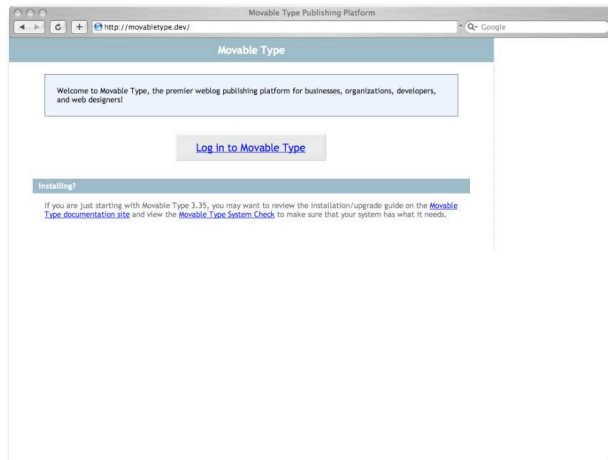 Movable Type Publishing Platform
http://movabletype.dev/
Google
Movable Type
Welcome to Movable Type, the premier weblog publishing platform for businesses, organizations, developers,
and web designers!
Log in to Movable Type
Installing?
If you are just starting with Movable Type 3.35, you may want to review the installation/upgrade guide on the Movable
Type documentation site and view the Movable Type System Check to make sure that your system has what it needs.